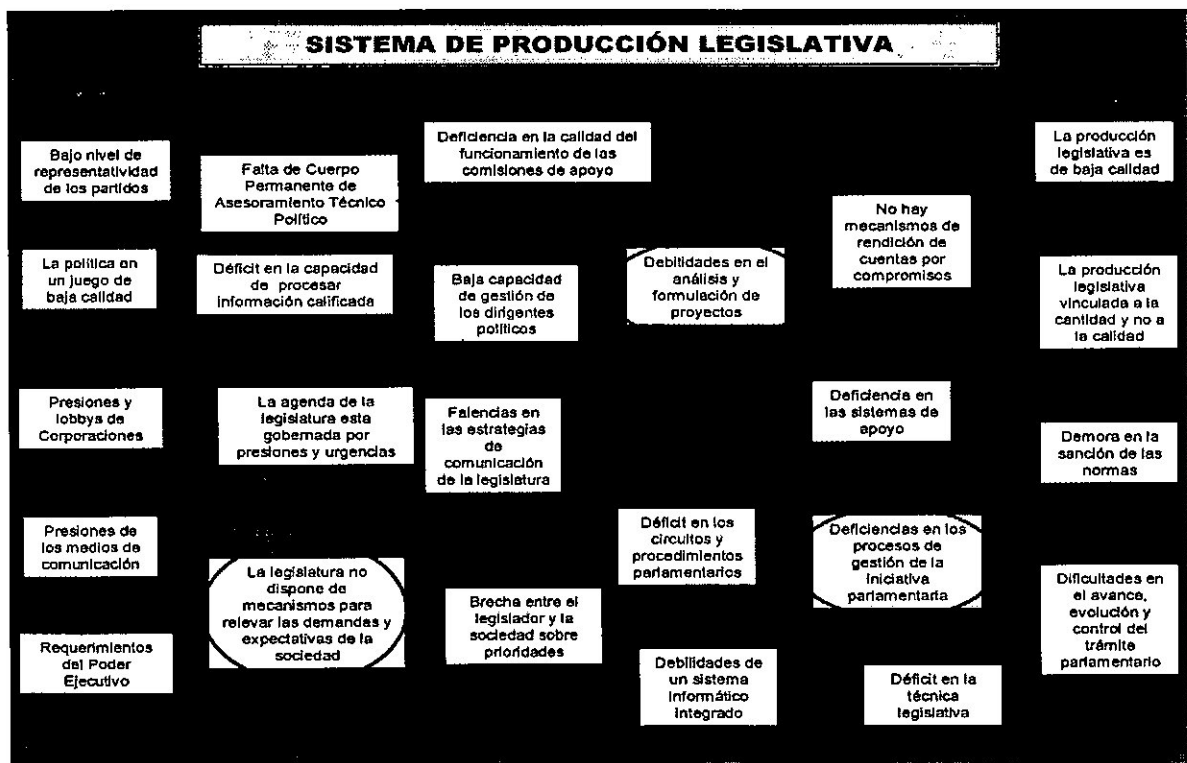 SISTEMA DE PRODUCCIÓN LEGISLATIVA
Bajo nivel de
representatividad
de los partidos
La política en
un juego de
baja calidad
Presiones y
lobbys de
Corporaciones
Presiones de
los medios de
comunicación
Requerimientos
del Poder
Ejecutivo
Falta de Cuerpo
Permanente de
Asesoramiento Técnico
Político
Déficit en la capacidad
de procesar
información calificada
La agenda de la
legislatura esta
gobernada por
presiones y urgencias
La legislatura no
dispone de
mecanismos para
relevar las demandas y
expectativas de la
sociedad
Deficiencia en la calidad del
funcionamiento de las
comisiones de apoyo
Baja capacidad
de gestión de
los dirigentes
políticos
Falencias en
las estrategias
de
comunicación
de la legislatura
Brecha entre el
legislador y la
sociedad sobre
prioridades
Debitidades en el
análisis y
formulación de
proyectos
Déficit en los
circuitos y
procedimientos
parlamentarios
Debilidades de
un sistema
Informático
Integrado
No hay
mecanismos de
rendición de
cuentas por
compromisos
Deficiencia en
las sistemas de
apoyo
Deficiencias en los
procesos de
gestión de la
Iniciativa
parlamentaria
Déficit en la
técnica
legislativa
La producción
legislativa es
de baja calidad
La producción
legislativa
vinculada a la
cantidad y no a
la calidad
Demora en la
sanción de las
normas
Dificultades en
el avance,
evolución y
control del
trámite
parlamentario